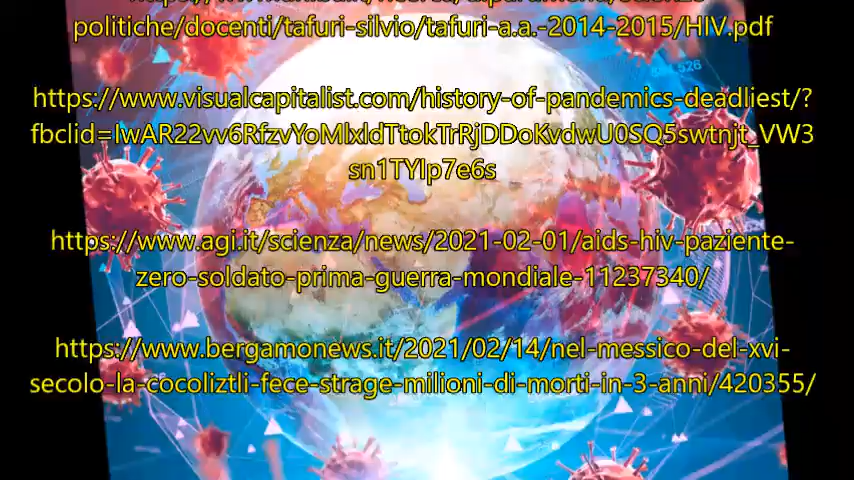 politiche/docenti/tafuri-silvio/tafuri-a.a.-2014-2015/HIV.pdf
https://www.visualcapitalist.com/history-of-pandemics-deadliest/?
fbclid=IwAR22vv6RfzvYoMlxIdTtokTrRjDDoKvdwU0SQ5swtnjt_VW3
sn1TYlp7e6s
https://www.agi.it/scienza/news/2021-02-01/aids-hiv-paziente-
zero-soldato-prima-guerra-mondiale-11237340/
https://www.bergamonews.it/2021/02/14/nel-messico-del-xvi-
secolo-la-cocoliztli-fece-strage-milioni-di-morti-in-3-anni/420355/